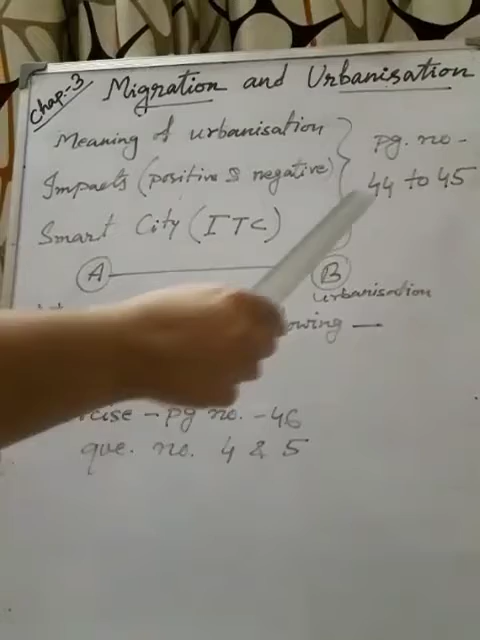 Chap-3
Migration and Urbanisation
Meaning of urbanisation
Impacts (positive & negative)
Smart City (ITC)
pg. no -
44 to 45
A
B
urbanisation
owing —
cise - pg no. - 46
que. no. 4 & 5